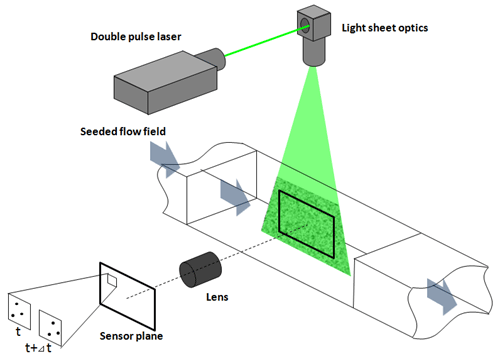 Double pulse laser
Light sheet optics
Seeded flow field
Lens
Sensor plane
t
t+⊿t